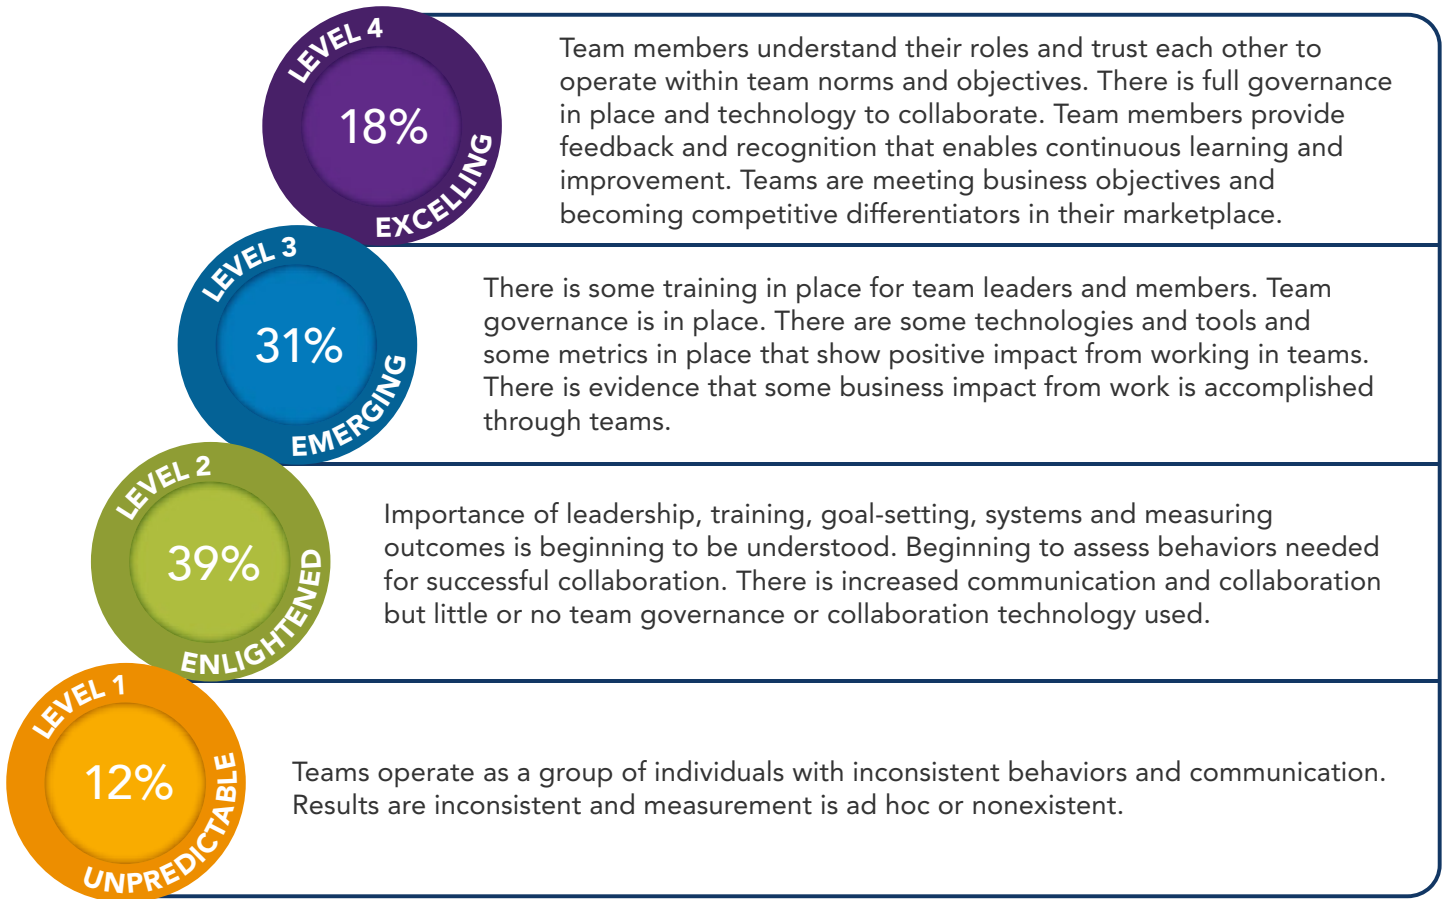 LEVEL 4
18%
EXCELLING
Team members understand their roles and trust each other to
operate within team norms and objectives. There is full governance
in place and technology to collaborate. Team members provide
feedback and recognition that enables continuous learning and
improvement. Teams are meeting business objectives and
becoming competitive differentiators in their marketplace.
LEVEL 3
31%
EMERGING
There is some training in place for team leaders and members. Team
governance is in place. There are some technologies and tools and
some metrics in place that show positive impact from working in teams.
There is evidence that some business impact from work is accomplished
through teams.
LEVEL 2
39%
ENLIGHTENED
Importance of leadership, training, goal-setting, systems and measuring
outcomes is beginning to be understood. Beginning to assess behaviors needed
for successful collaboration. There is increased communication and collaboration
but little or no team governance or collaboration technology used.
LEVEL 1
12%
UNPREDICTABLE
Teams operate as a group of individuals with inconsistent behaviors and communication.
Results are inconsistent and measurement is ad hoc or nonexistent.